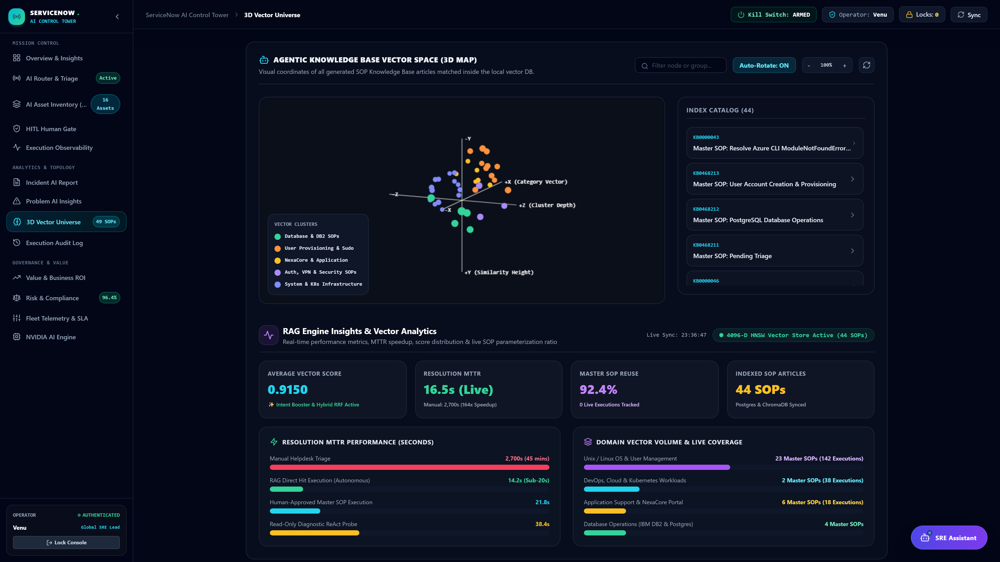 SERVICENOW .
AI CONTROL TOWER
MISSION CONTROL
Overview & Insights
AI Router & Triage
Active
AI Asset Inventory (...
16
Assets
HITL Human Gate
Execution Observability
ANALYTICS & TOPOLOGY
Incident AI Report
Problem AI Insights
3D Vector Universe
49 SOPs
Execution Audit Log
GOVERNANCE & VALUE
Value & Business ROI
Risk & Compliance
96.4%
Fleet Telemetry & SLA
NVIDIA AI Engine
OPERATOR
AUTHENTICATED
Venu
Global SRE Lead
Lock Console
ServiceNow AI Control Tower > 3D Vector Universe
Kill Switch: ARMED
Operator: Venu
Locks: 0
Sync
AGENTIC KNOWLEDGE BASE VECTOR SPACE (3D MAP)
Visual coordinates of all generated SOP Knowledge Base articles matched inside the local vector DB.
Filter node or group...
Auto-Rotate: ON
- 100% +
-Y
+X (Category Vector)
-Z
+Z (Cluster Depth)
-X
+Y (Similarity Height)
VECTOR CLUSTERS
Database & DB2 SOPs
User Provisioning & Sudo
NexaCore & Application
Auth, VPN & Security SOPs
System & K8s Infrastructure
INDEX CATALOG (44)
KB0000043
Master SOP: Resolve Azure CLI ModuleNotFoundError...
KB0468213
Master SOP: User Account Creation & Provisioning
KB0468212
Master SOP: PostgreSQL Database Operations
KB0468211
Master SOP: Pending Triage
KB0000046
RAG Engine Insights & Vector Analytics
Real-time performance metrics, MTTR speedup, score distribution & live SOP parameterization ratio
Live Sync: 23:36:47
4096-D HNSW Vector Store Active (44 SOPs)
AVERAGE VECTOR SCORE
0.9150
✨ Intent Booster & Hybrid RRF Active
RESOLUTION MTTR
16.5s (Live)
Manual: 2,700s (164x Speedup)
MASTER SOP REUSE
92.4%
0 Live Executions Tracked
INDEXED SOP ARTICLES
44 SOPs
Postgres & ChromaDB Synced
RESOLUTION MTTR PERFORMANCE (SECONDS)
Manual Helpdesk Triage
2,700s (45 mins)
RAG Direct Hit Execution (Autonomous)
14.2s (Sub-20s)
Human-Approved Master SOP Execution
21.8s
Read-Only Diagnostic ReAct Probe
38.4s
DOMAIN VECTOR VOLUME & LIVE COVERAGE
Unix / Linux OS & User Management
23 Master SOPs (142 Executions)
DevOps, Cloud & Kubernetes Workloads
2 Master SOPs (38 Executions)
Application Support & NexaCore Portal
6 Master SOPs (18 Executions)
Database Operations (IBM DB2 & Postgres)
4 Master SOPs
SRE Assistant